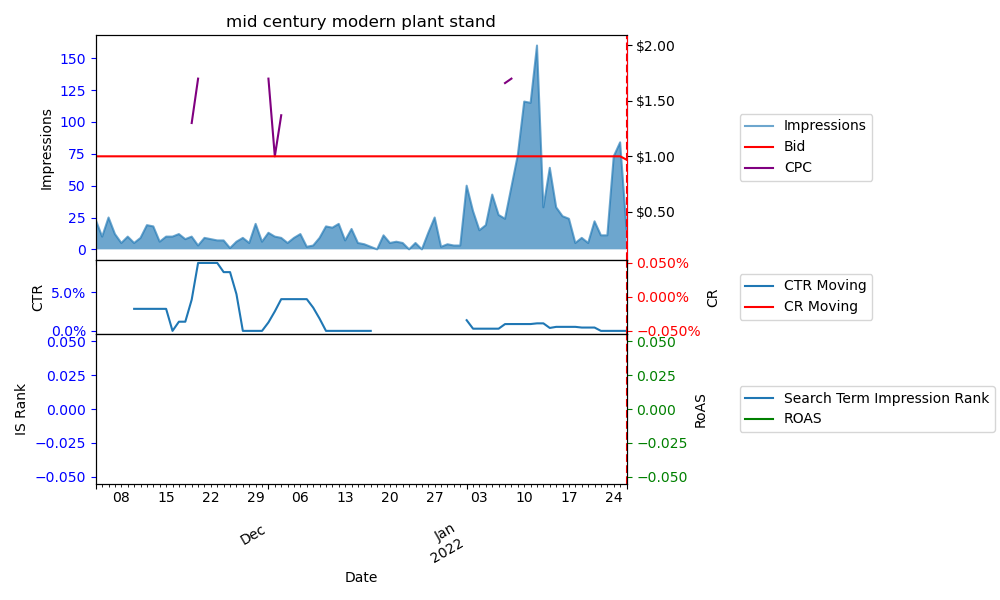 mid century modern plant stand
Impressions
150
125
100
75
50
25
0
$2.00
$1.50
$1.00
$0.50
Impressions
Bid
CPC
CTR
5.0%
0.0%
0.050%
0.000%
−0.050%
CR
CTR Moving
CR Moving
IS Rank
0.050
0.025
0.000
−0.025
−0.050
0.050
0.025
0.000
−0.025
−0.050
RoAS
Search Term Impression Rank
ROAS
08 15 22 29 06 13 20 27 03 10 17 24
Dec
Jan
2022
Date